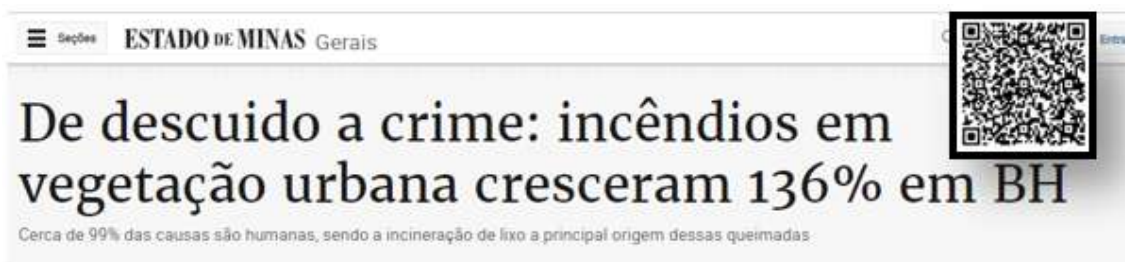 Seções ESTADO DE MINAS Gerais
De descuido a crime: incêndios em
vegetação urbana cresceram 136% em BH
Cerca de 99% das causas são humanas, sendo a incineração de lixo a principal origem dessas queimadas